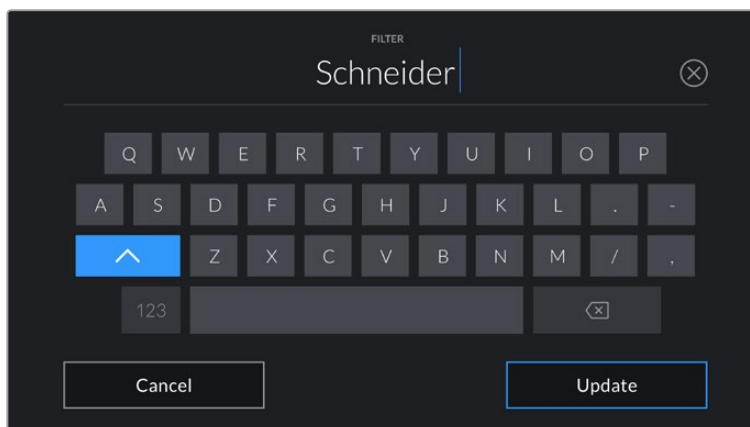 FILTER
Schneider
Q W E R T Y U I O P
A S D F G H J K L . -
Z X C V B N M / ,
123
Cancel Update